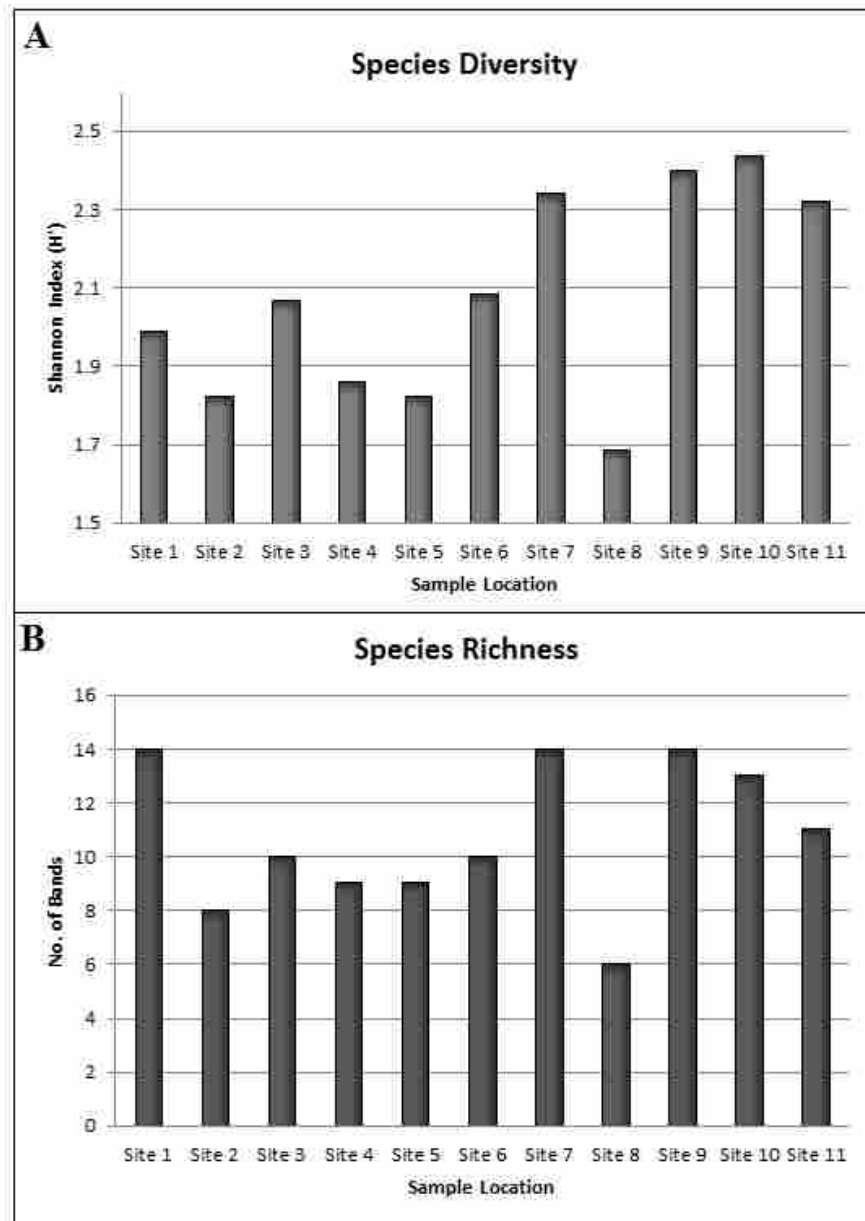 A
Species Diversity
Shannon Index (H')
2.5
2.3
2.1
1.9
1.7
1.5
Site 1 Site 2 Site 3 Site 4 Site 5 Site 6 Site 7 Site 8 Site 9 Site 10 Site 11
Sample Location
B
Species Richness
No. of Bands
16
14
12
10
8
6
4
2
0
Site 1 Site 2 Site 3 Site 4 Site 5 Site 6 Site 7 Site 8 Site 9 Site 10 Site 11
Sample Location